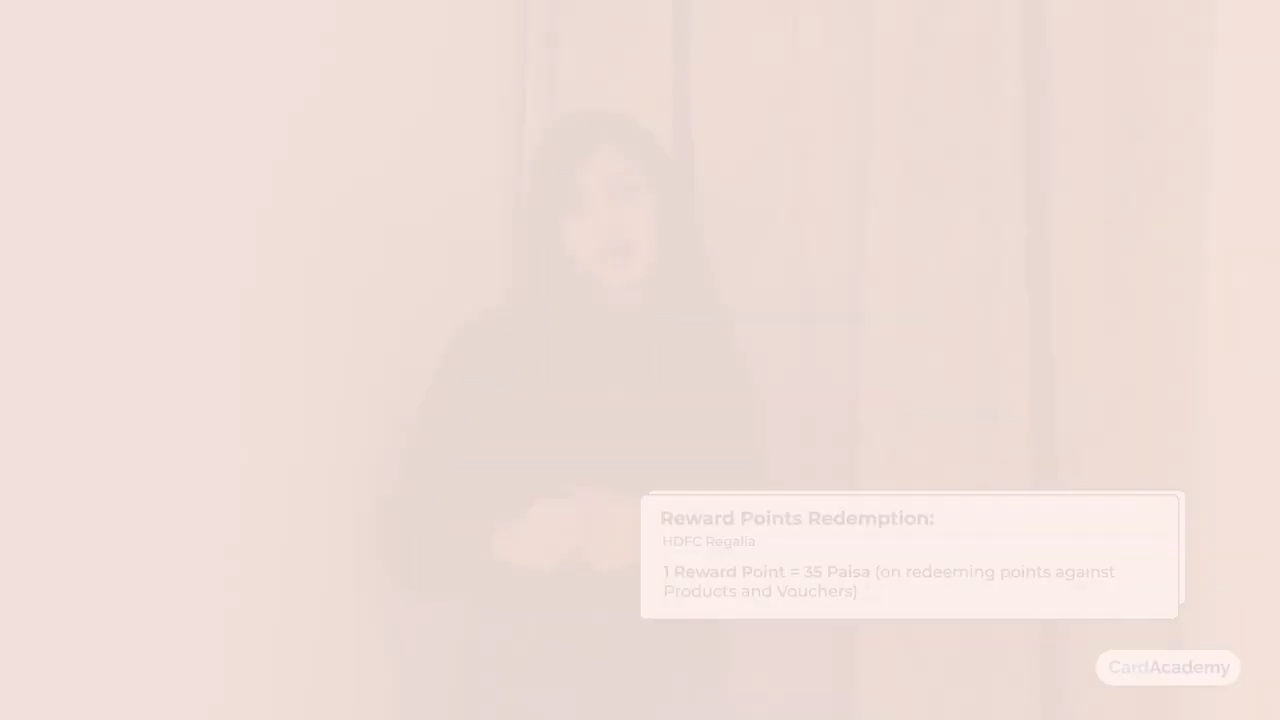 Reward Points Redemption:
HDFC Regalia
1 Reward Point = 35 Paisa (on redeeming points against
Products and Vouchers)
CardAcademy